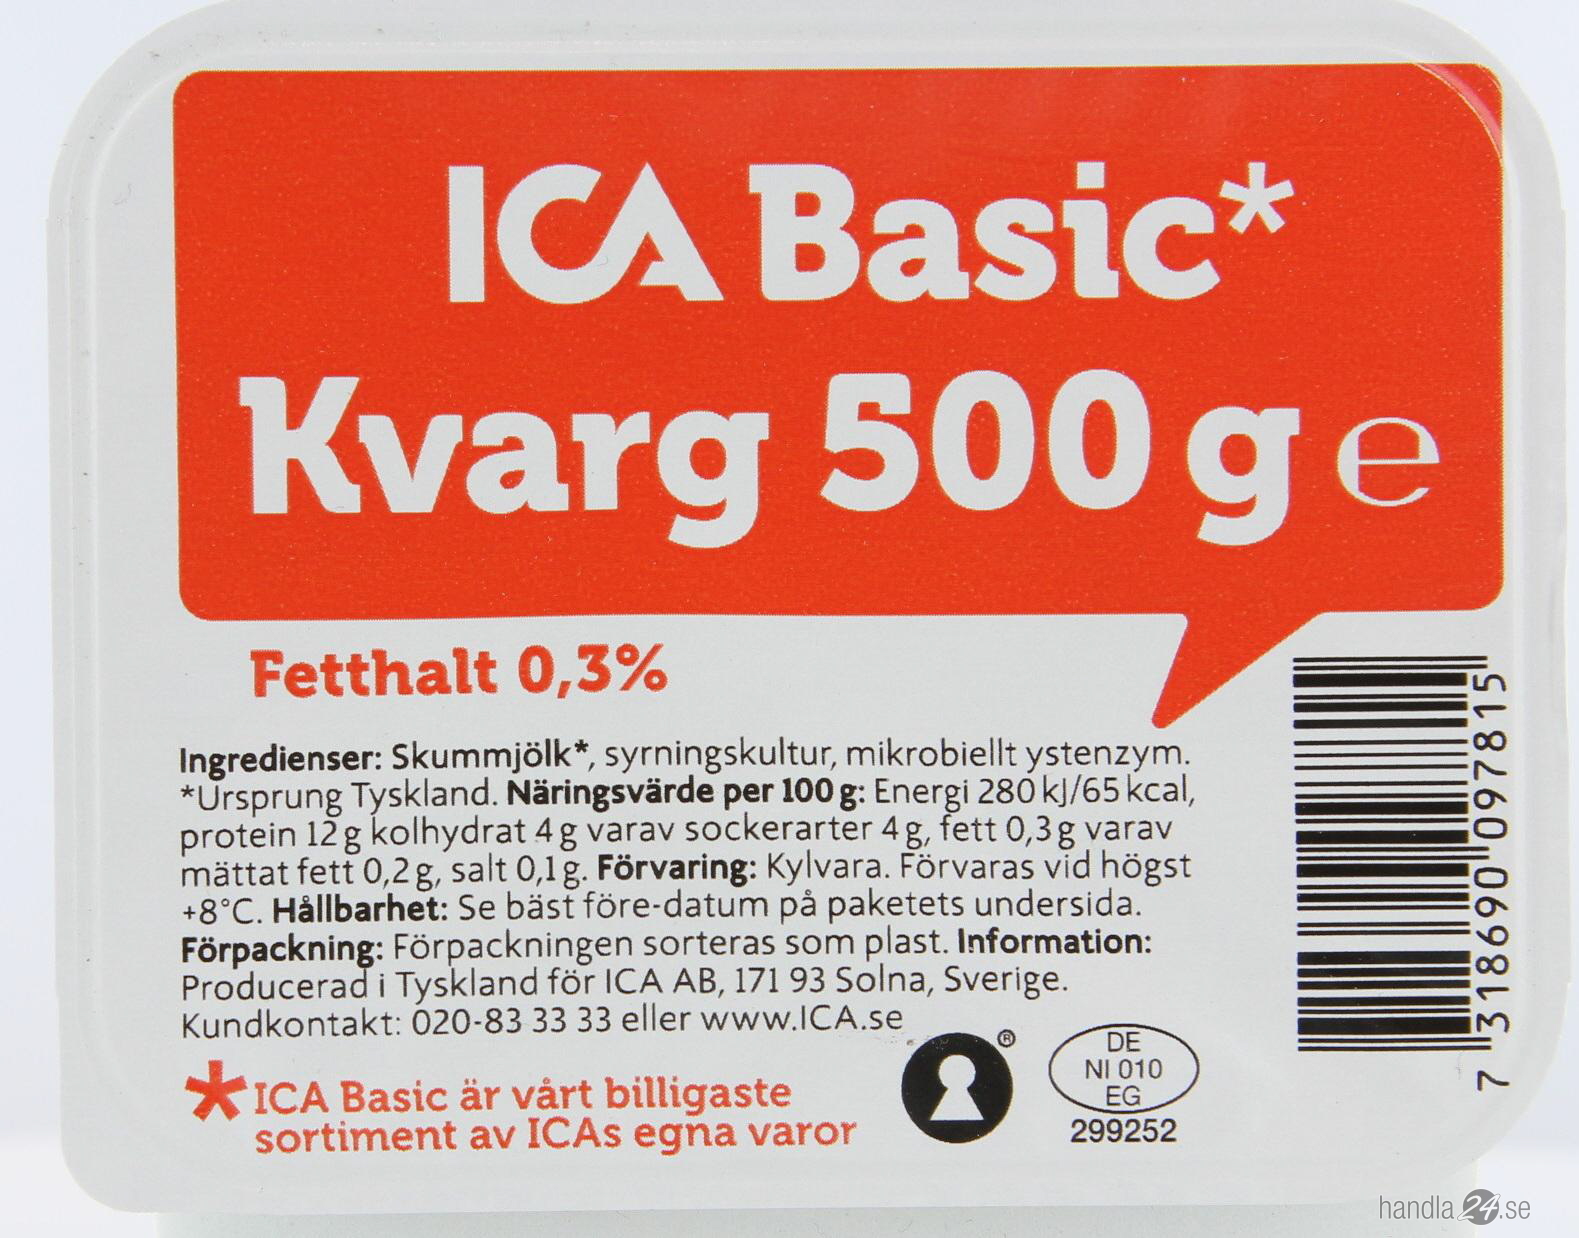 ICA Basic*
Kvarg 500 g ℮
Fetthalt 0,3%
Ingredienser: Skummjölk*, syrningskultur, mikrobiellt ystenzym.
*Ursprung Tyskland. Näringsvärde per 100 g: Energi 280 kJ/65 kcal,
protein 12 g kolhydrat 4 g varav sockerarter 4 g, fett 0,3 g varav
mättat fett 0,2 g, salt 0,1 g. Förvaring: Kylvara. Förvaras vid högst
+8°C. Hållbarhet: Se bäst före-datum på paketets undersida.
Förpackning: Förpackningen sorteras som plast. Information:
Producerad i Tyskland för ICA AB, 171 93 Solna, Sverige.
Kundkontakt: 020-83 33 33 eller www.ICA.se
*ICA Basic är vårt billigaste
sortiment av ICAs egna varor
®
DE
NI 010
EG
299252
7 318690 097815
handla24.se